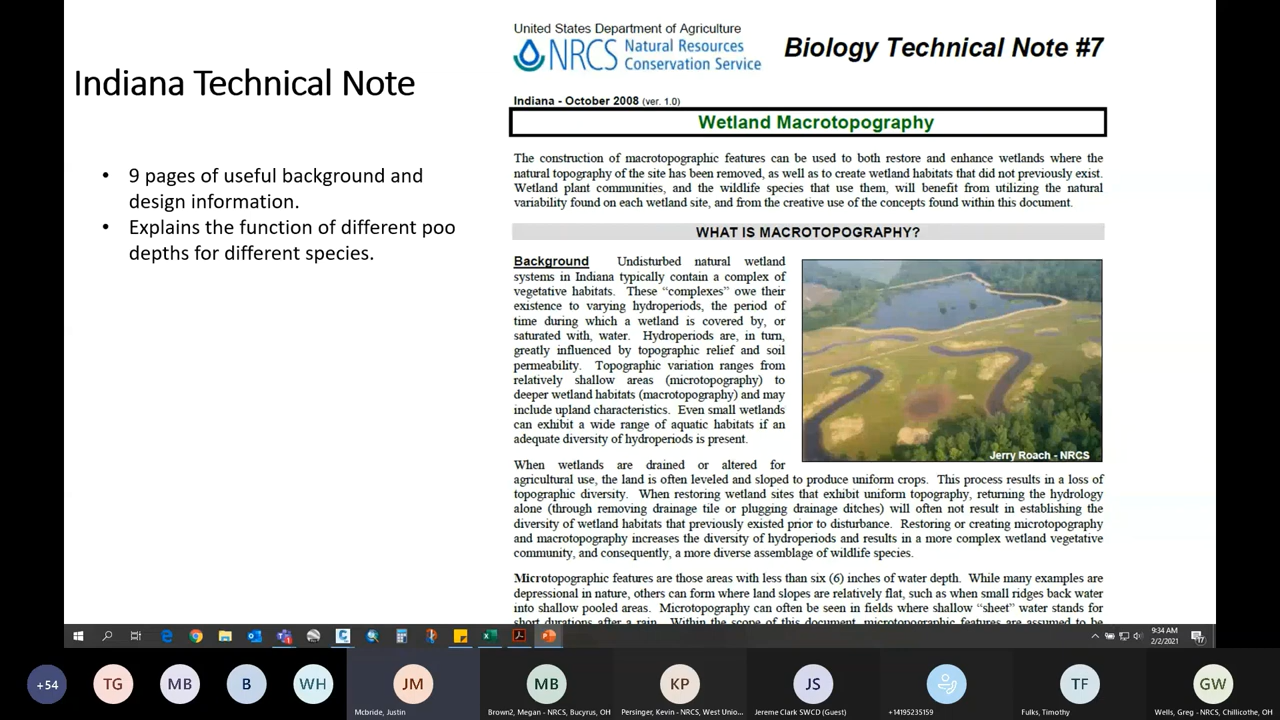 Indiana Technical Note
• 9 pages of useful background and
design information.
• Explains the function of different poo
depths for different species.
United States Department of Agriculture
NRCS Natural Resources
Conservation Service
Biology Technical Note #7
Indiana - October 2008 (ver. 1.0)
Wetland Macrotopography
The construction of macrotopographic features can be used to both restore and enhance wetlands where the
natural topography of the site has been removed, as well as to create wetland habitats that did not previously exist.
Wetland plant communities, and the wildlife species that use them, will benefit from utilizing the natural
variability found on each wetland site, and from the creative use of the concepts found within this document.
WHAT IS MACROTOPOGRAPHY?
Background Undisturbed natural wetland
systems in Indiana typically contain a complex of
vegetative habitats. These “complexes” owe their
existence to varying hydroperiods, the period of
time during which a wetland is covered by, or
saturated with, water. Hydroperiods are, in turn,
greatly influenced by topographic relief and soil
permeability. Topographic variation ranges from
relatively shallow areas (microtopography) to
deeper wetland habitats (macrotopography) and may
include upland characteristics. Even small wetlands
can exhibit a wide range of aquatic habitats if an
adequate diversity of hydroperiods is present.
Jerry Roach - NRCS
When wetlands are drained or altered for
agricultural use, the land is often leveled and sloped to produce uniform crops. This process results in a loss of
topographic diversity. When restoring wetland sites that exhibit uniform topography, returning the hydrology
alone (through removing drainage tile or plugging drainage ditches) will often not result in establishing the
diversity of wetland habitats that previously existed prior to disturbance. Restoring or creating microtopography
and macrotopography increases the diversity of hydroperiods and results in a more complex wetland vegetative
community, and consequently, a more diverse assemblage of wildlife species.
Microtopographic features are those areas with less than six (6) inches of water depth. While many examples are
depressional in nature, others can form where land slopes are relatively flat, such as when small ridges back water
into shallow pooled areas. Microtopography can often be seen in fields where shallow “sheet” water stands for
short durations after a rain. Within the scope of this document, microtopographic features are assumed to be
9:34 AM
2/2/2021
17
+54
TG
MB
B
WH
JM
MB
KP
JS
TF
GW
Mcbride, Justin
Brown2, Megan - NRCS, Bucyrus, OH
Persinger, Kevin - NRCS, West Unio...
Jereme Clark SWCD (Guest)
+14195235159
Fulks, Timothy
Wells, Greg - NRCS, Chillicothe, OH